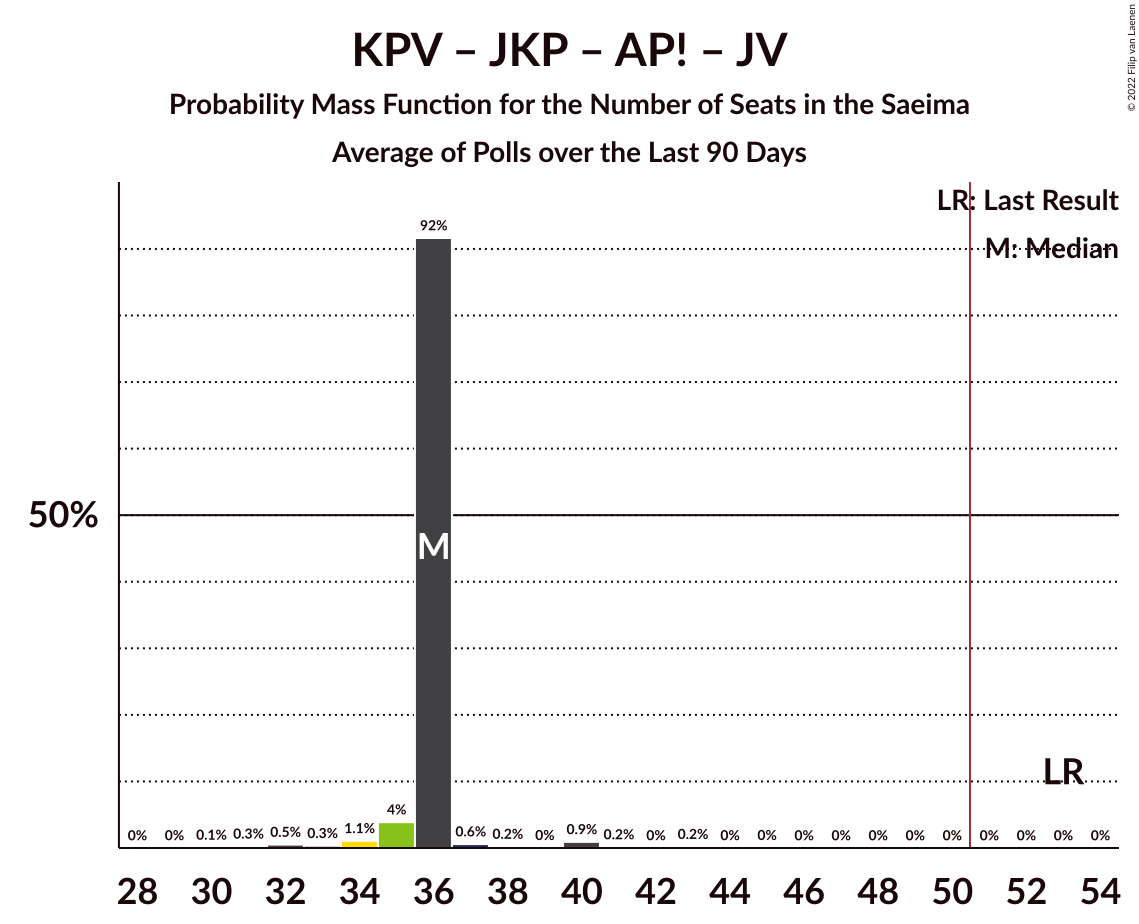 KPV – JKP – AP! – JV
Probability Mass Function for the Number of Seats in the Saeima
Average of Polls over the Last 90 Days
© 2022 Filip van Laenen
LR: Last Result
M: Median
92%
50%
M
LR
0% 0% 0.1% 0.3% 0.5% 0.3% 1.1% 4% 0.6% 0.2% 0% 0.9% 0.2% 0% 0.2% 0% 0% 0% 0% 0% 0% 0% 0% 0% 0% 0%
28 30 32 34 36 38 40 42 44 46 48 50 52 54